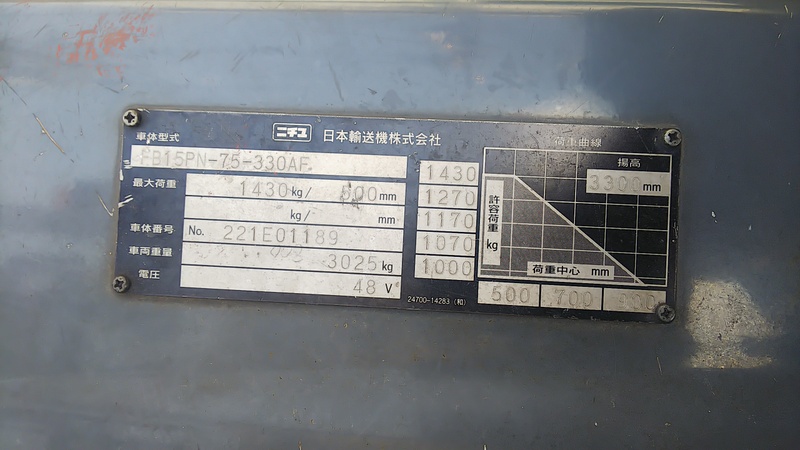 ニチユ 日本輸送機株式会社
車体型式
FB15PN-75-330AF
最大荷重 1430 kg/ 500 mm
kg/ mm
車体番号 No. 221E01189
車両重量 3025 kg
電圧 48 V
1430
1270
1170
1070
1000
荷重曲線
揚高
3300 mm
許容荷重 kg
荷重中心 mm
500 700 900
24700-14283 (和)